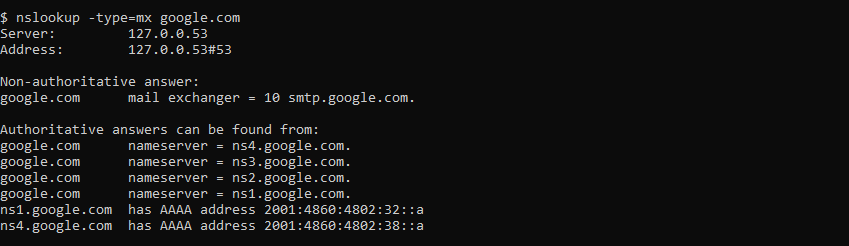 $ nslookup -type=mx google.com
Server:         127.0.0.53
Address:        127.0.0.53#53

Non-authoritative answer:
google.com      mail exchanger = 10 smtp.google.com.

Authoritative answers can be found from:
google.com      nameserver = ns4.google.com.
google.com      nameserver = ns3.google.com.
google.com      nameserver = ns2.google.com.
google.com      nameserver = ns1.google.com.
ns1.google.com  has AAAA address 2001:4860:4802:32::a
ns4.google.com  has AAAA address 2001:4860:4802:38::a